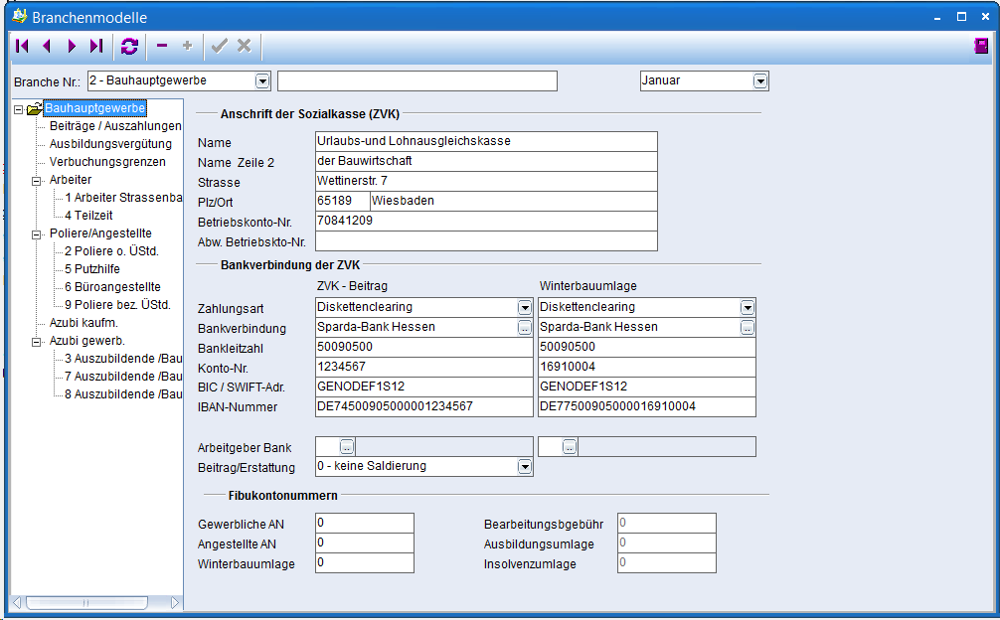 Branchenmodelle
Branche Nr.: 2 - Bauhauptgewerbe Januar
Bauhauptgewerbe
Beiträge / Auszahlungen
Ausbildungsvergütung
Verbuchungsgrenzen
Arbeiter
1 Arbeiter Strassenba
4 Teilzeit
Poliere/Angestellte
2 Poliere o. ÜStd.
5 Putzhilfe
6 Büroangestellte
9 Poliere bez. ÜStd.
Azubi kaufm.
Azubi gewerb.
3 Auszubildende /Bau
7 Auszubildende /Bau
8 Auszubildende /Bau
Anschrift der Sozialkasse (ZVK)
Name Urlaubs-und Lohnausgleichskasse
Name Zeile 2 der Bauwirtschaft
Strasse Wettinerstr. 7
Plz/Ort 65189 Wiesbaden
Betriebskonto-Nr. 70841209
Abw. Betriebskto-Nr.
Bankverbindung der ZVK
ZVK - Beitrag Winterbauumlage
Zahlungsart Diskettenclearing Diskettenclearing
Bankverbindung Sparda-Bank Hessen ... Sparda-Bank Hessen ...
Bankleitzahl 50090500 50090500
Konto-Nr. 1234567 16910004
BIC / SWIFT-Adr. GENODEF1S12 GENODEF1S12
IBAN-Nummer DE74500905000001234567 DE77500905000016910004
Arbeitgeber Bank ... ...
Beitrag/Erstattung 0 - keine Saldierung
Fibukontonummern
Gewerbliche AN 0 Bearbeitungsbgebühr 0
Angestellte AN 0 Ausbildungsumlage 0
Winterbauumlage 0 Insolvenzumlage 0